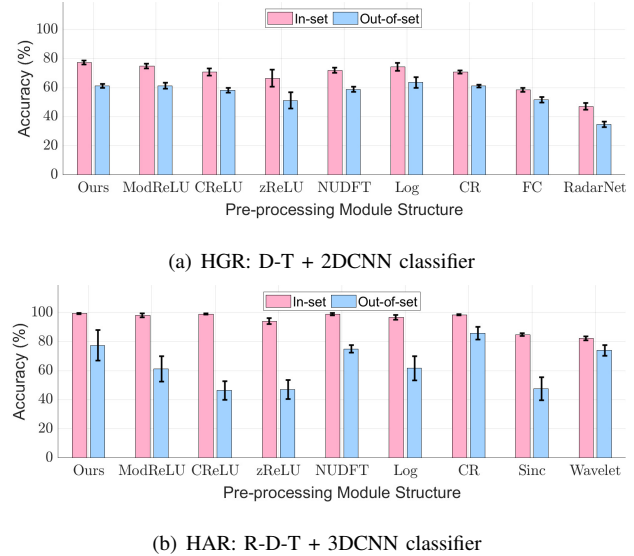 In-set Out-of-set
100
80
60
40
20
0
Accuracy (%)
Ours ModReLU CReLU zReLU NUDFT Log CR FC RadarNet
Pre-processing Module Structure
(a) HGR: D-T + 2DCNN classifier
In-set Out-of-set
100
80
60
40
20
0
Accuracy (%)
Ours ModReLU CReLU zReLU NUDFT Log CR Sinc Wavelet
Pre-processing Module Structure
(b) HAR: R-D-T + 3DCNN classifier